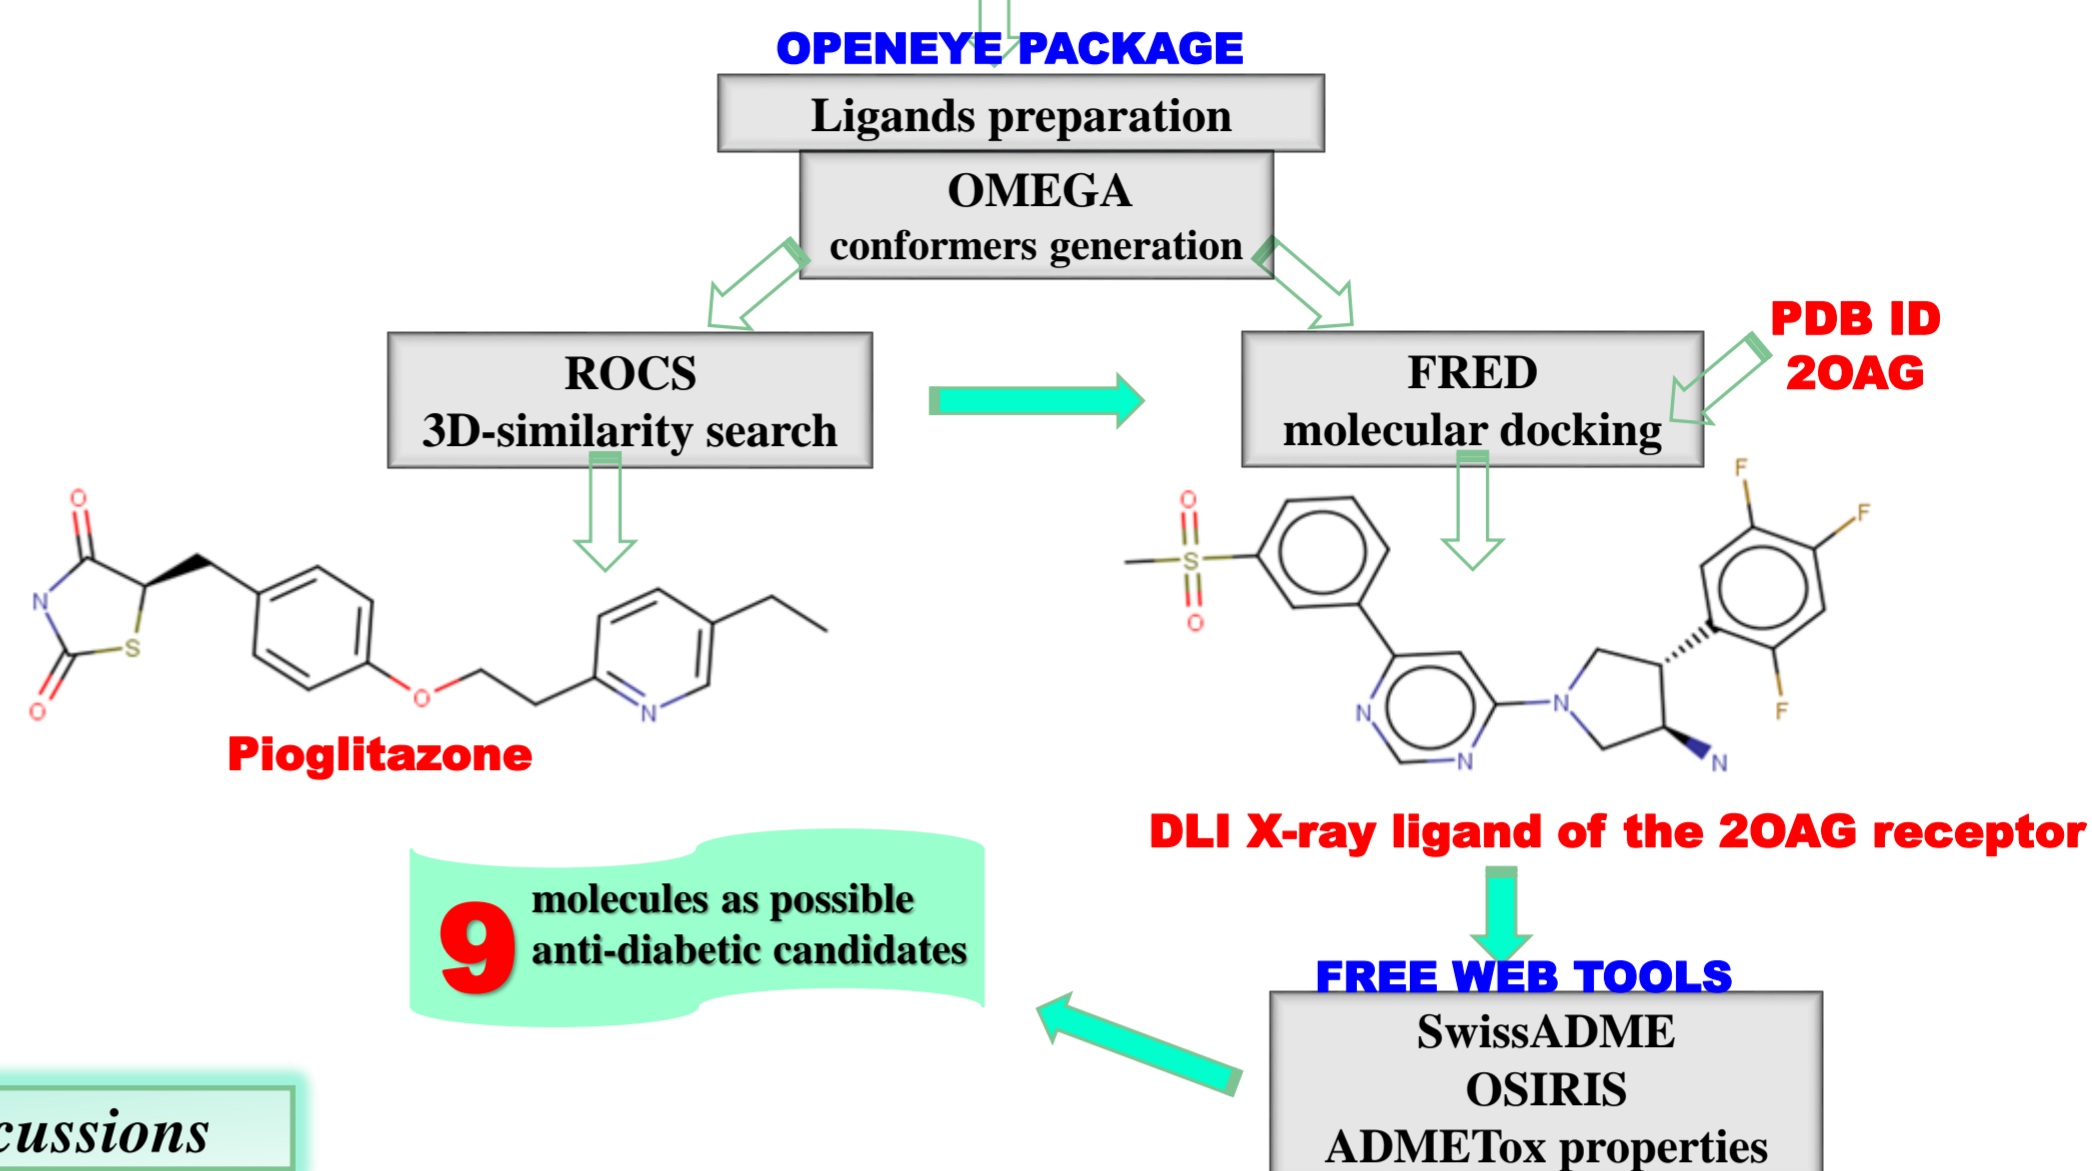 OPENEYE PACKAGE
Ligands preparation
OMEGA
conformers generation
ROCS
3D-similarity search
FRED
molecular docking
PDB ID
2OAG
O
N
S
O
O
N
Pioglitazone
O
S
O
N
N
N
N
F
F
F
DLI X-ray ligand of the 2OAG receptor
9
molecules as possible
anti-diabetic candidates
FREE WEB TOOLS
SwissADME
OSIRIS
ADMETox properties
cussions